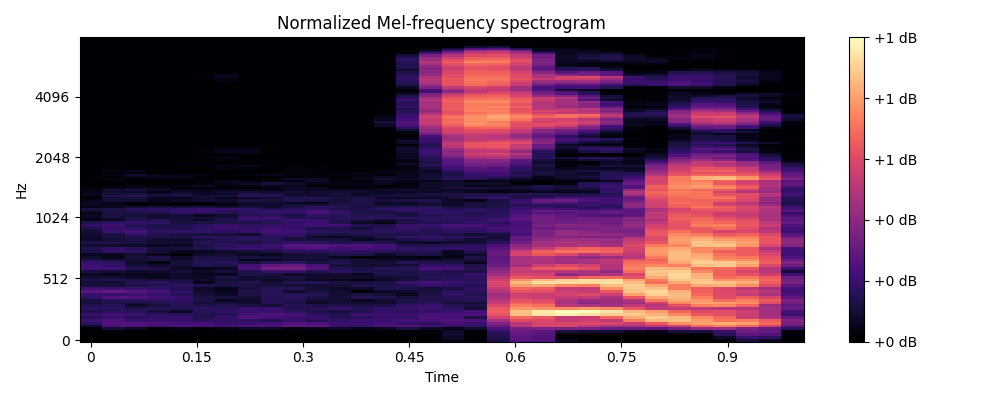 Normalized Mel-frequency spectrogram
Hz
4096
2048
1024
512
0
0 0.15 0.3 0.45 0.6 0.75 0.9
Time
+1 dB
+1 dB
+1 dB
+0 dB
+0 dB
+0 dB